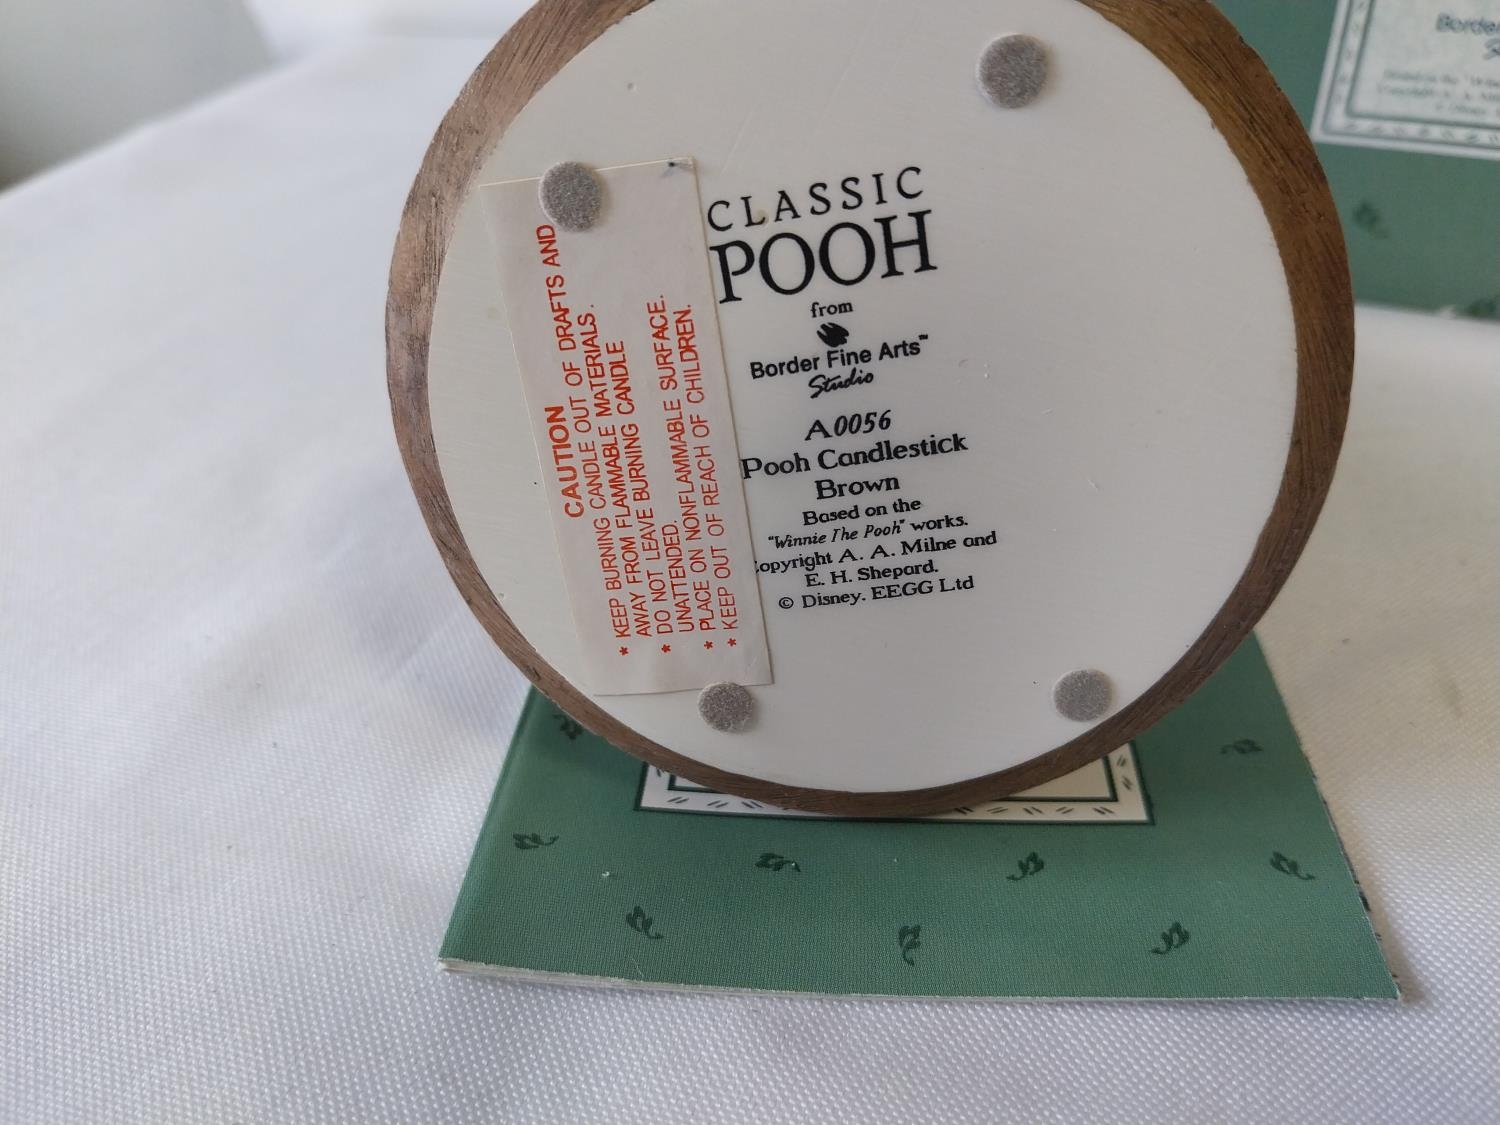 CLASSIC
POOH
from
Border Fine Arts™
Studio
A0056
Pooh Candlestick
Brown
Based on the
"Winnie The Pooh" works.
Copyright A. A. Milne and
E. H. Shepard.
© Disney. EEGG Ltd
CAUTION
* KEEP BURNING CANDLE OUT OF DRAFTS AND
AWAY FROM FLAMMABLE MATERIALS.
* DO NOT LEAVE BURNING CANDLE
UNATTENDED.
* PLACE ON NONFLAMMABLE SURFACE.
* KEEP OUT OF REACH OF CHILDREN.